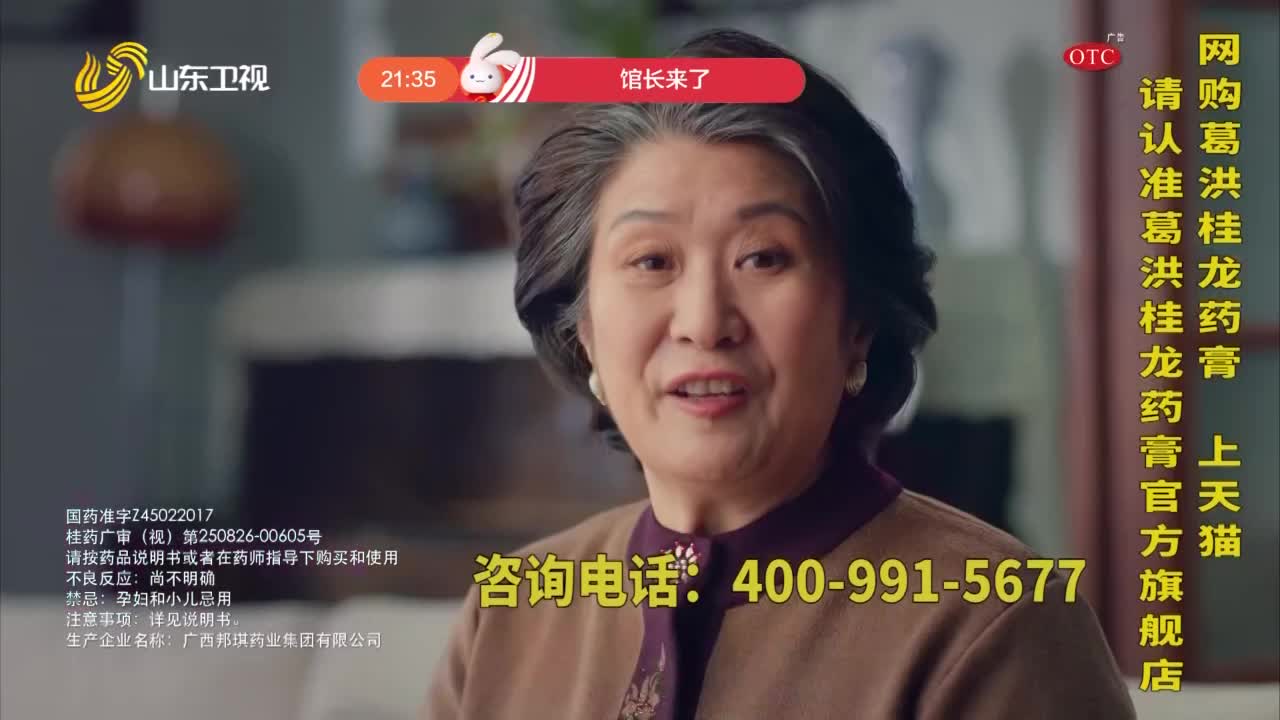 山东卫视
21:35
馆长来了
广告
OTC
网购葛洪桂龙药膏 上天猫
请认准葛洪桂龙药膏官方旗舰店
国药准字Z45022017
桂药广审（视）第250826-00605号
请按药品说明书或者在药师指导下购买和使用
不良反应：尚不明确
禁忌：孕妇和小儿忌用
注意事项：详见说明书。
生产企业名称：广西邦琪药业集团有限公司
咨询电话：400-991-5677